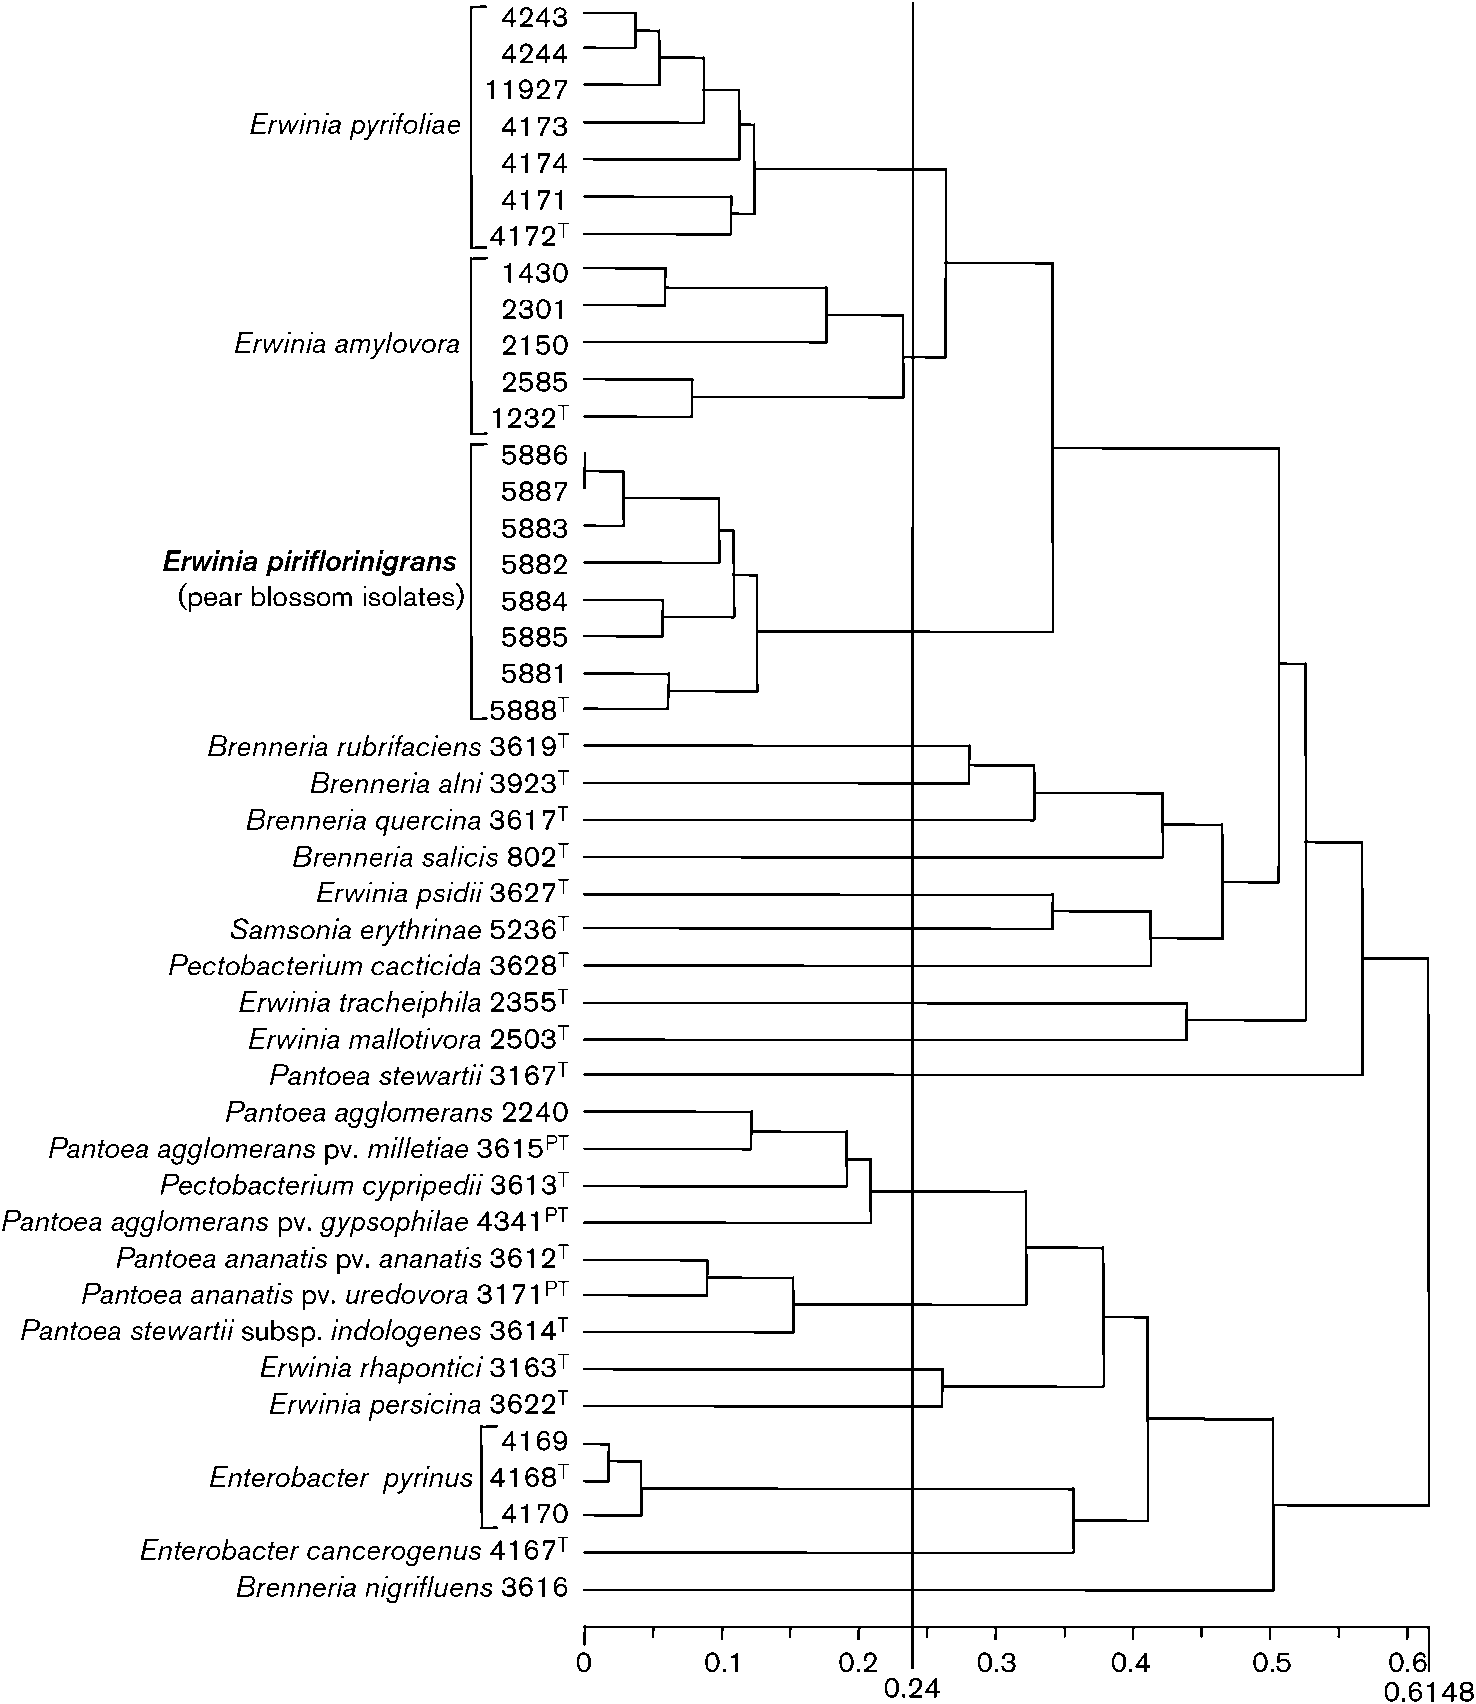 4243
4244
11927
Erwinia pyrifoliae 4173
4174
4171
4172ᵀ
1430
2301
Erwinia amylovora 2150
2585
1232ᵀ
5886
5887
5883
Erwinia piriflorinigrans 5882
(pear blossom isolates) 5884
5885
5881
5888ᵀ
Brenneria rubrifaciens 3619ᵀ
Brenneria alni 3923ᵀ
Brenneria quercina 3617ᵀ
Brenneria salicis 802ᵀ
Erwinia psidii 3627ᵀ
Samsonia erythrinae 5236ᵀ
Pectobacterium cacticida 3628ᵀ
Erwinia tracheiphila 2355ᵀ
Erwinia mallotivora 2503ᵀ
Pantoea stewartii 3167ᵀ
Pantoea agglomerans 2240
Pantoea agglomerans pv. milletiae 3615ᴾᵀ
Pectobacterium cypripedii 3613ᵀ
Pantoea agglomerans pv. gypsophilae 4341ᴾᵀ
Pantoea ananatis pv. ananatis 3612ᵀ
Pantoea ananatis pv. uredovora 3171ᴾᵀ
Pantoea stewartii subsp. indologenes 3614ᵀ
Erwinia rhapontici 3163ᵀ
Erwinia persicina 3622ᵀ
4169
Enterobacter pyrinus 4168ᵀ
4170
Enterobacter cancerogenus 4167ᵀ
Brenneria nigrifluens 3616
0 0.1 0.2 0.3 0.4 0.5 0.6
0.24 0.6148